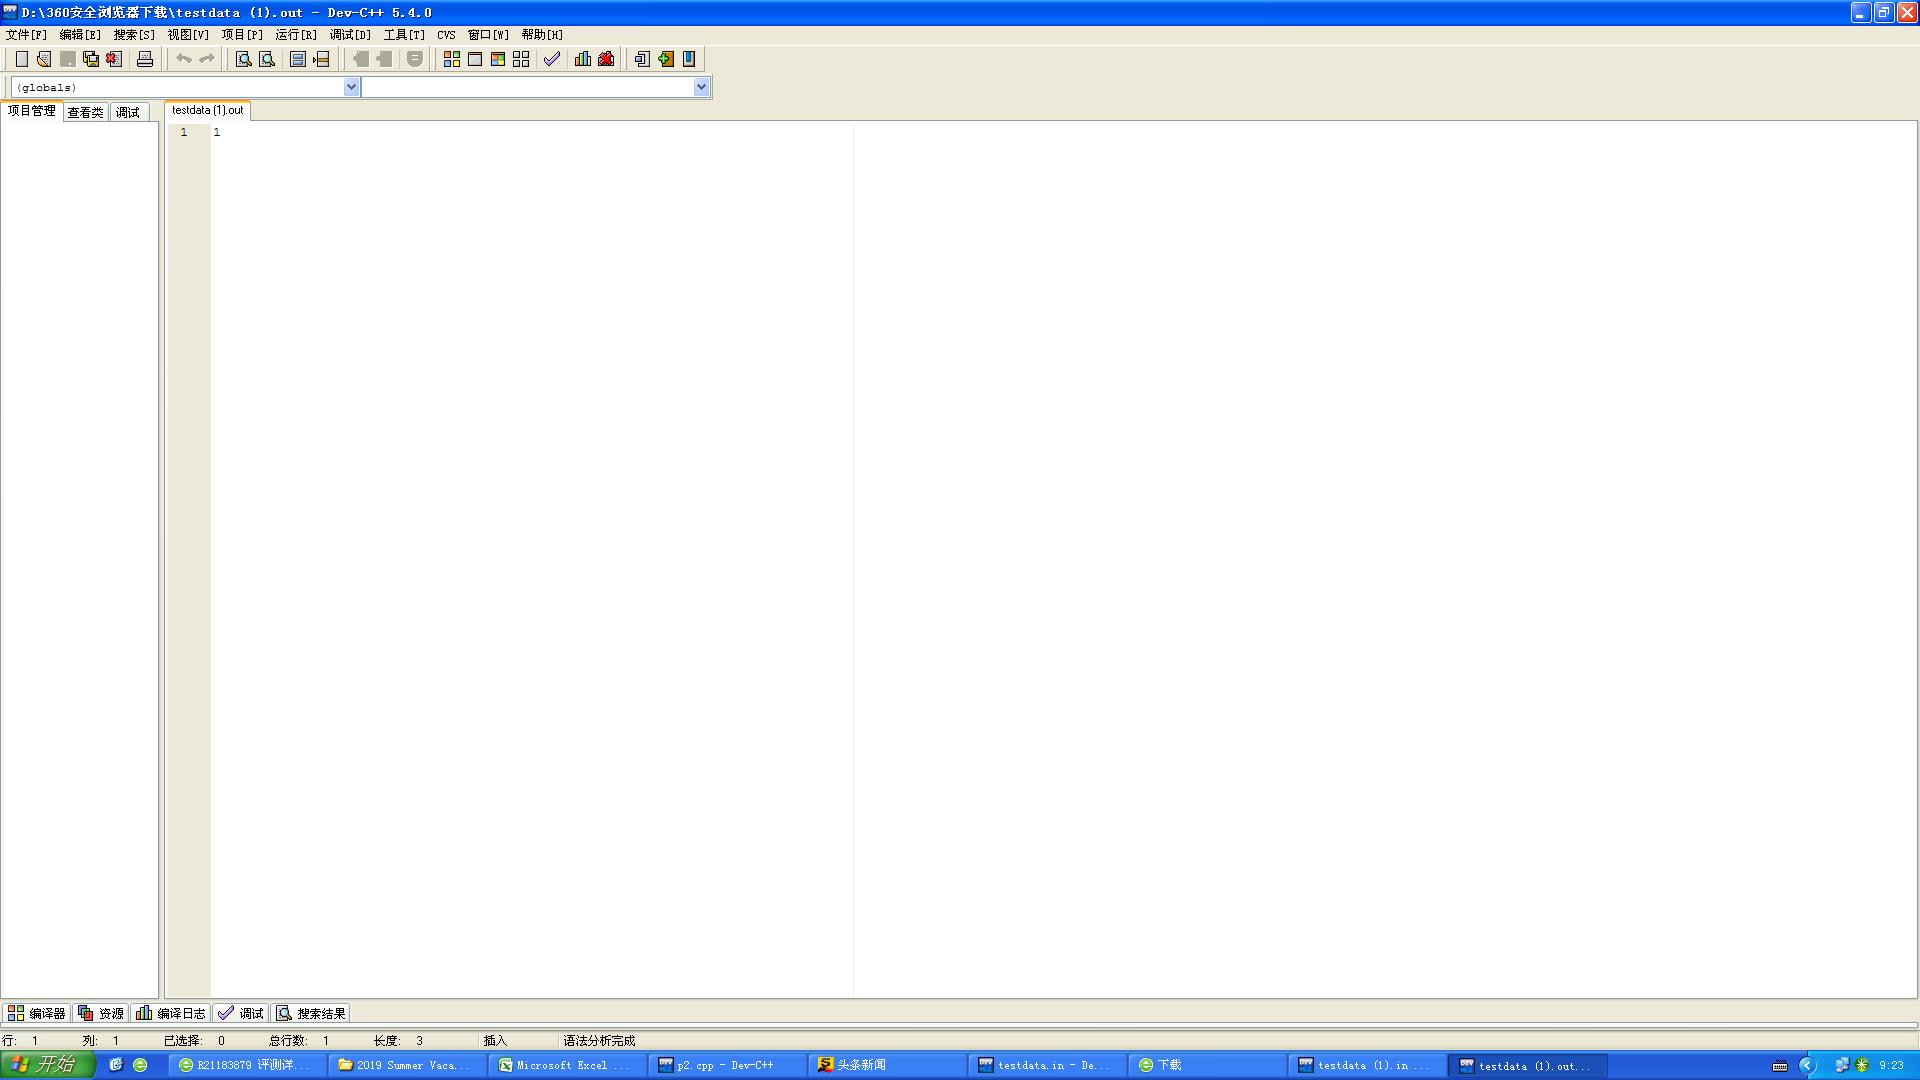 D:\360安全浏览器下载\testdata (1).out - Dev-C++ 5.4.0
文件[F] 编辑[E] 搜索[S] 视图[V] 项目[P] 运行[R] 调试[D] 工具[T] CVS 窗口[W] 帮助[H]
(globals)
项目管理 查看类 调试 testdata (1).out
1 1
编译器 资源 编译日志 调试 搜索结果
行: 1 列: 1 已选择: 0 总行数: 1 长度: 3 插入 语法分析完成
开始 R21183879 评测详... 2019 Summer Vaca... Microsoft Excel ... p2.cpp - Dev-C++ 头条新闻 testdata.in - De... 下载 testdata (1).in ... testdata (1).out... 9:23